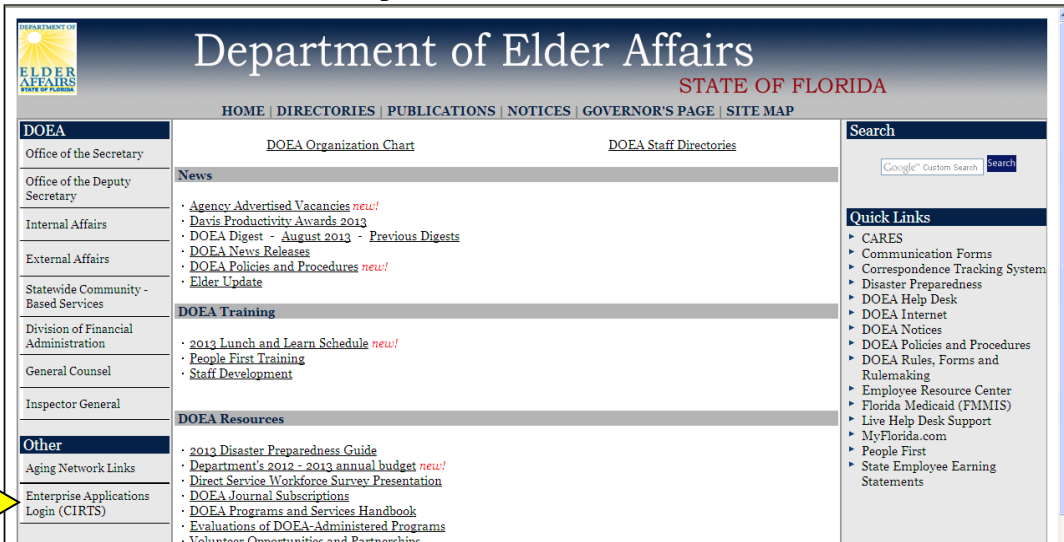 DEPARTMENT OF
ELDER
AFFAIRS
STATE OF FLORIDA
Department of Elder Affairs
STATE OF FLORIDA
HOME | DIRECTORIES | PUBLICATIONS | NOTICES | GOVERNOR'S PAGE | SITE MAP
DOEA
Office of the Secretary
Office of the Deputy
Secretary
Internal Affairs
External Affairs
Statewide Community -
Based Services
Division of Financial
Administration
General Counsel
Inspector General
Other
Aging Network Links
Enterprise Applications
Login (CIRTS)
DOEA Organization Chart DOEA Staff Directories
News
· Agency Advertised Vacancies new!
· Davis Productivity Awards 2013
· DOEA Digest - August 2013 - Previous Digests
· DOEA News Releases
· DOEA Policies and Procedures new!
· Elder Update
DOEA Training
· 2013 Lunch and Learn Schedule new!
· People First Training
· Staff Development
DOEA Resources
· 2013 Disaster Preparedness Guide
· Department's 2012 - 2013 annual budget new!
· Direct Service Workforce Survey Presentation
· DOEA Journal Subscriptions
· DOEA Programs and Services Handbook
· Evaluations of DOEA-Administered Programs
· Volunteer Opportunities and Partnerships
Search
Google™ Custom Search Search
Quick Links
CARES
Communication Forms
Correspondence Tracking System
Disaster Preparedness
DOEA Help Desk
DOEA Internet
DOEA Notices
DOEA Policies and Procedures
DOEA Rules, Forms and
Rulemaking
Employee Resource Center
Florida Medicaid (FMMIS)
Live Help Desk Support
MyFlorida.com
People First
State Employee Earning
Statements